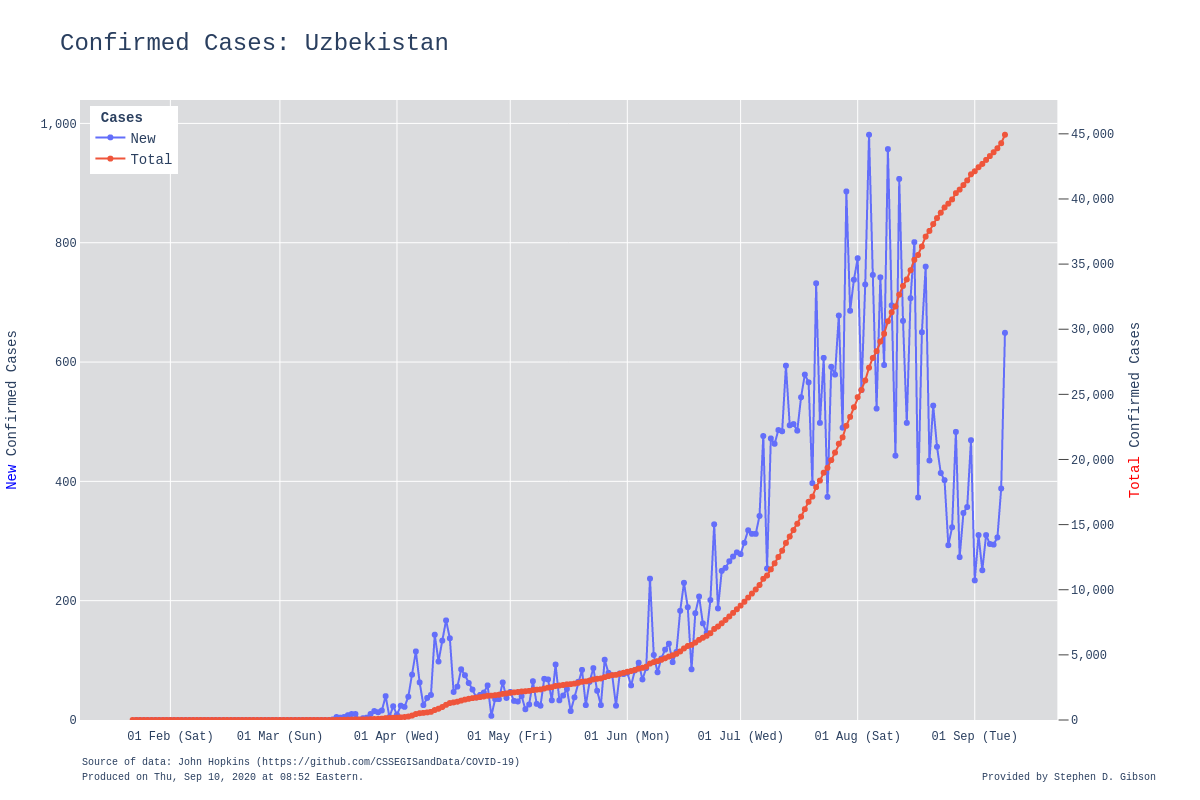 Confirmed Cases: Uzbekistan
Cases
New
Total
1,000
800
600
400
200
0
New Confirmed Cases
45,000
40,000
35,000
30,000
25,000
20,000
15,000
10,000
5,000
0
Total Confirmed Cases
01 Feb (Sat)
01 Mar (Sun)
01 Apr (Wed)
01 May (Fri)
01 Jun (Mon)
01 Jul (Wed)
01 Aug (Sat)
01 Sep (Tue)
Source of data: John Hopkins (https://github.com/CSSEGISandData/COVID-19)
Produced on Thu, Sep 10, 2020 at 08:52 Eastern.
Provided by Stephen D. Gibson